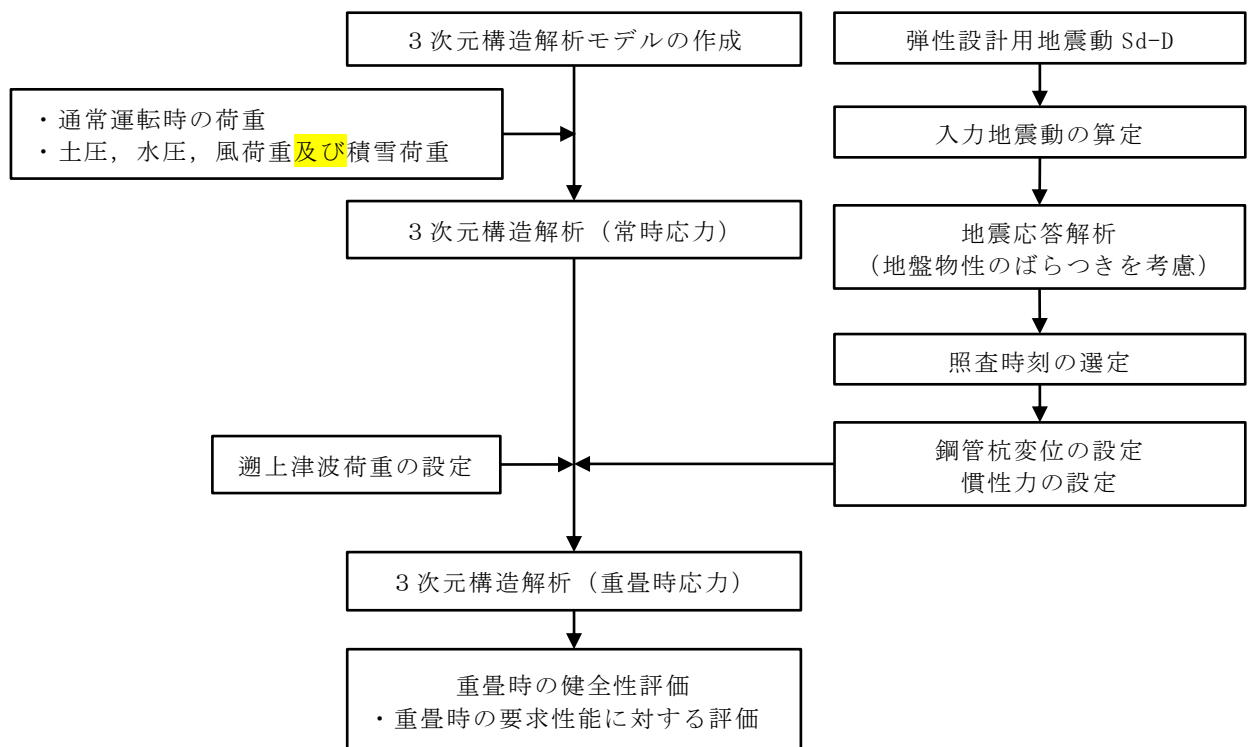 3次元構造解析モデルの作成
・通常運転時の荷重
・土圧，水圧，風荷重及び積雪荷重
3次元構造解析（常時応力）
弾性設計用地震動 Sd-D
入力地震動の算定
地震応答解析
（地盤物性のばらつきを考慮）
照査時刻の選定
鋼管杭変位の設定
慣性力の設定
遡上津波荷重の設定
3次元構造解析（重畳時応力）
重畳時の健全性評価
・重畳時の要求性能に対する評価